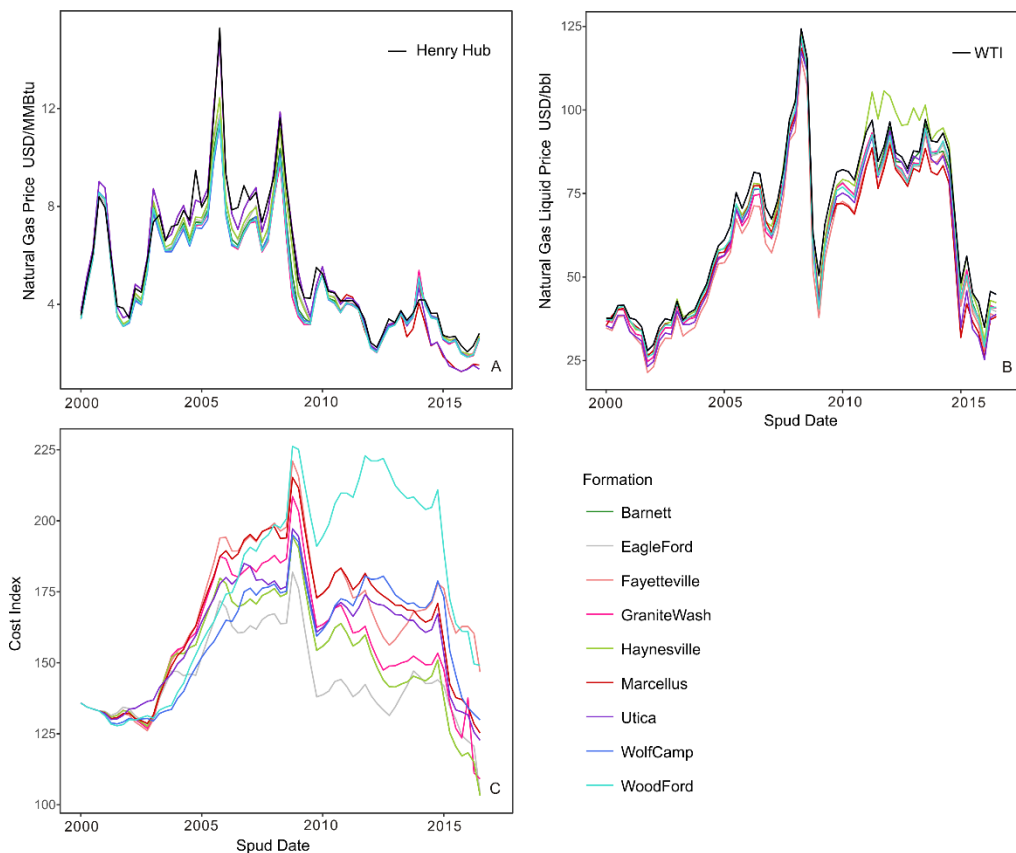 Natural Gas Price  USD/MMBtu
12
8
4
Henry Hub
A
2000
2005
2010
2015
Natural Gas Liquid Price  USD/bbl
125
100
75
50
25
WTI
B
2000
2005
2010
2015
Spud Date
Cost Index
225
200
175
150
125
100
C
2000
2005
2010
2015
Spud Date
Formation
Barnett
EagleFord
Fayetteville
GraniteWash
Haynesville
Marcellus
Utica
WolfCamp
WoodFord